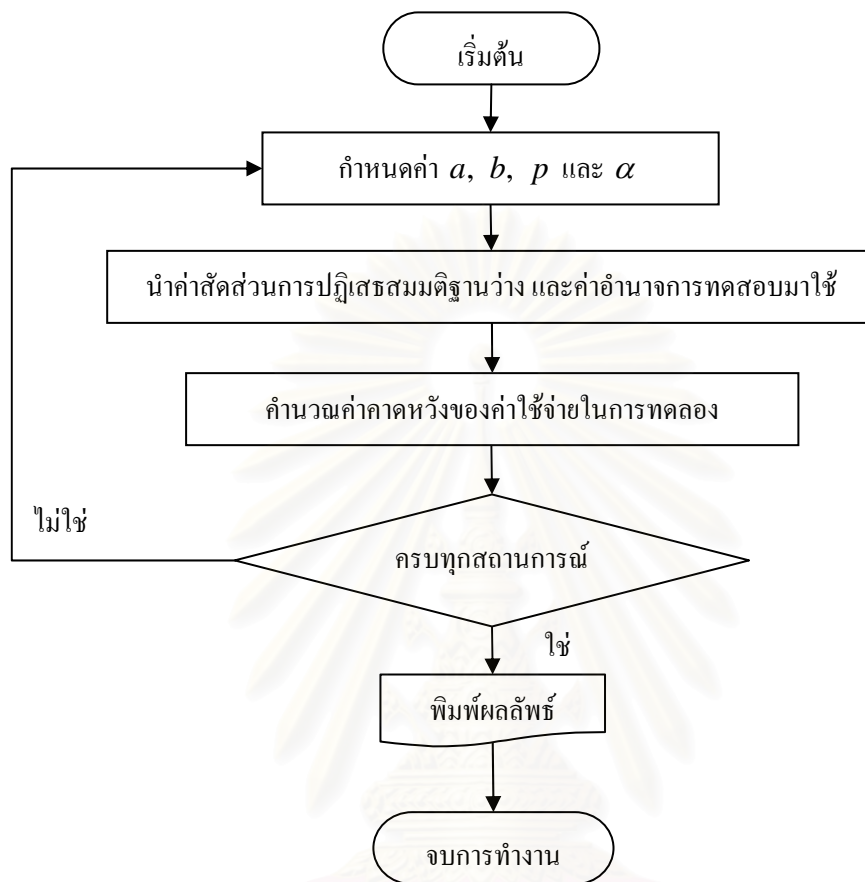 เริ่มต้น
กำหนดค่า a, b, p และ α
นำค่าสัดส่วนการปฏิเสธสมมติฐานว่าง และค่าอำนาจการทดสอบมาใช้
คำนวณค่าคาดหวังของค่าใช้จ่ายในการทดลอง
ไม่ใช่
ครบทุกสถานการณ์
ใช่
พิมพ์ผลลัพธ์
จบการทำงาน